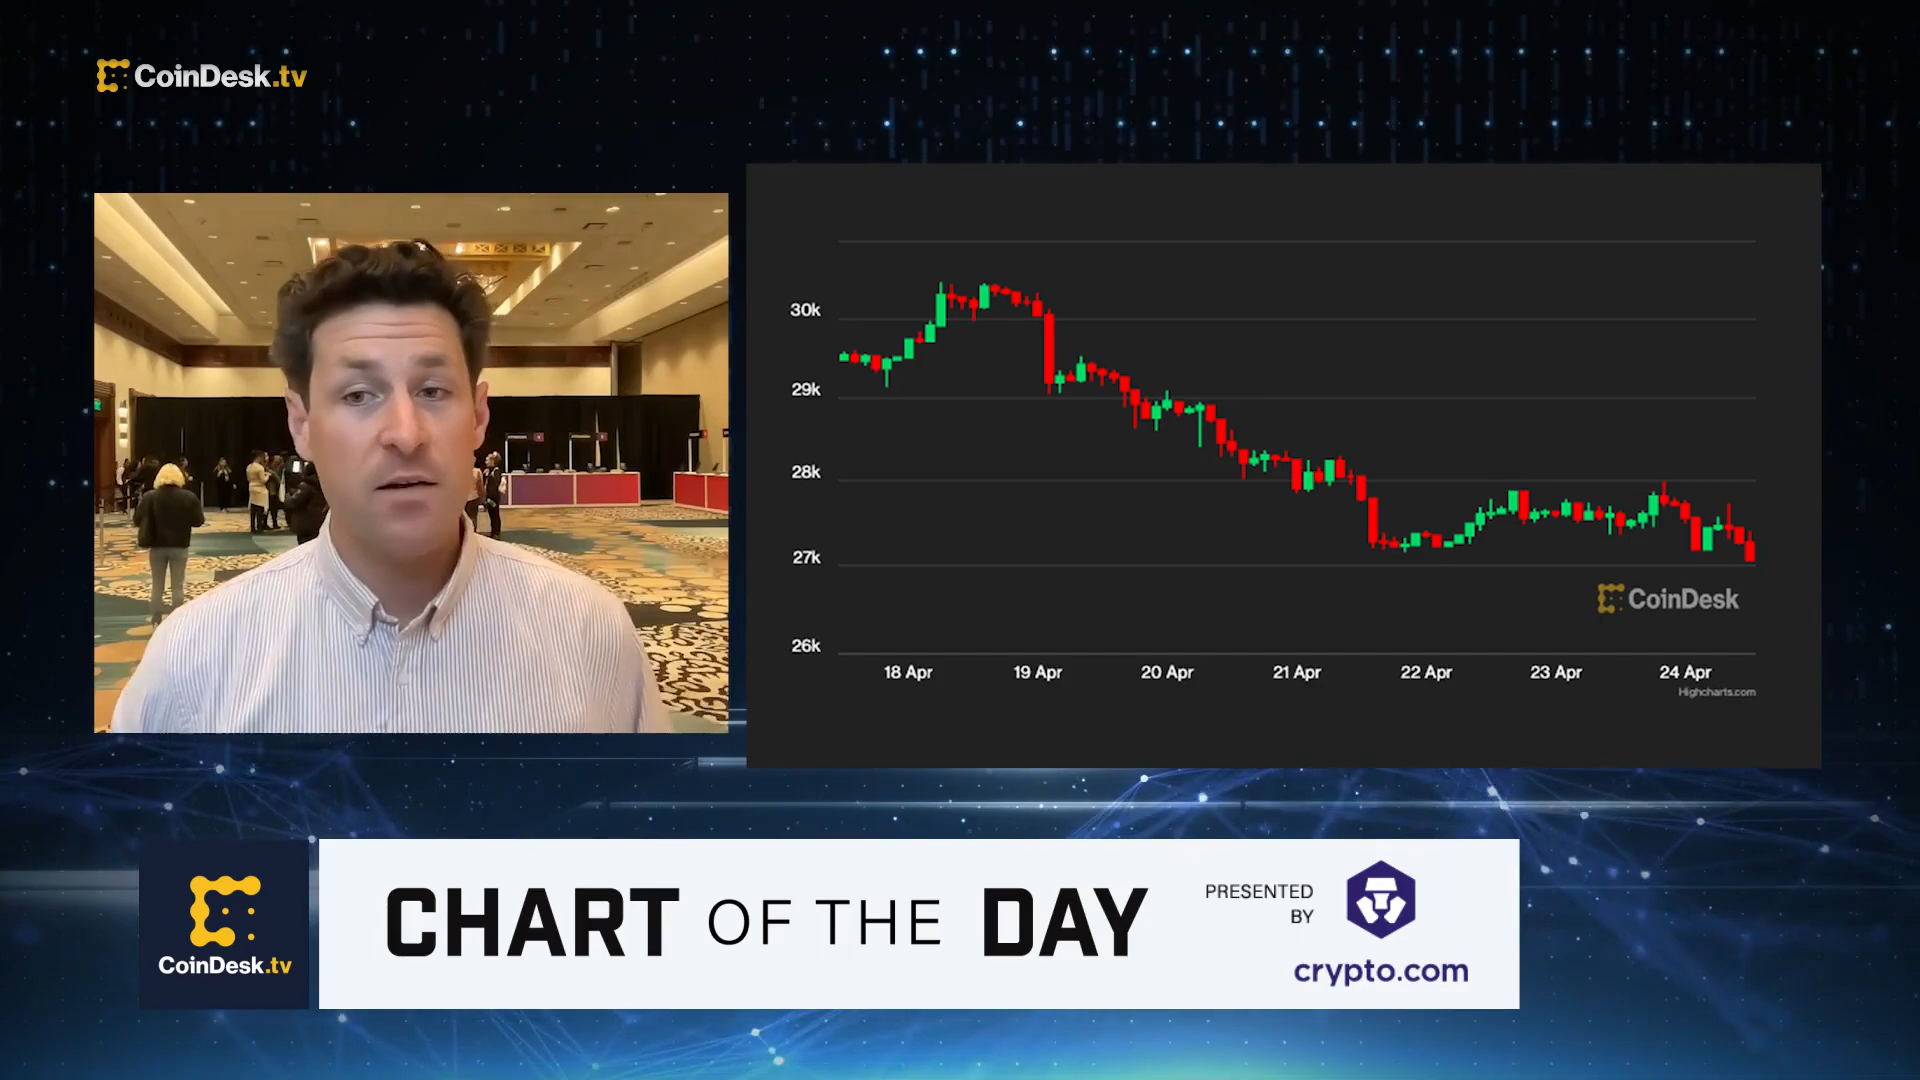 CoinDesk.tv
30k
29k
28k
27k
26k
CoinDesk
18 Apr 19 Apr 20 Apr 21 Apr 22 Apr 23 Apr 24 Apr
Highcharts.com
CoinDesk.tv
CHART OF THE DAY
PRESENTED
BY
crypto.com